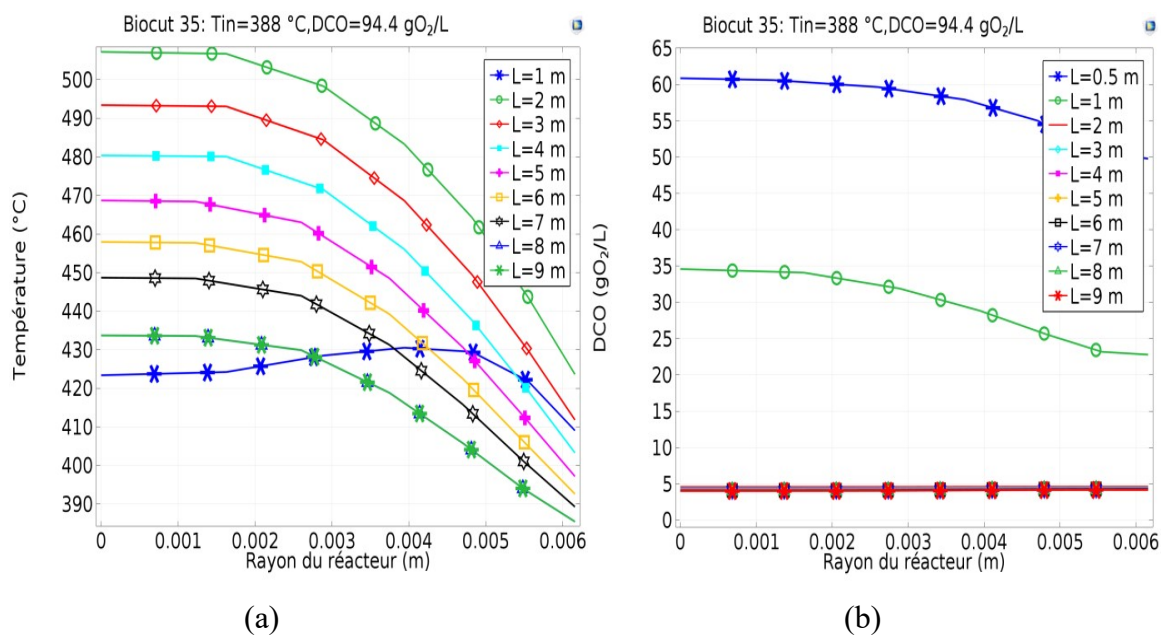 Biocut 35: Tin=388 °C,DCO=94.4 gO₂/L
500
490
480
470
460
450
440
430
420
410
400
390
Température (°C)
L=1 m
L=2 m
L=3 m
L=4 m
L=5 m
L=6 m
L=7 m
L=8 m
L=9 m
0 0.001 0.002 0.003 0.004 0.005 0.006
Rayon du réacteur (m)
(a)
Biocut 35: Tin=388 °C,DCO=94.4 gO₂/L
65
60
55
50
45
40
35
30
25
20
15
10
5
0
DCO (gO₂/L)
L=0.5 m
L=1 m
L=2 m
L=3 m
L=4 m
L=5 m
L=6 m
L=7 m
L=8 m
L=9 m
0 0.001 0.002 0.003 0.004 0.005 0.006
Rayon du réacteur (m)
(b)